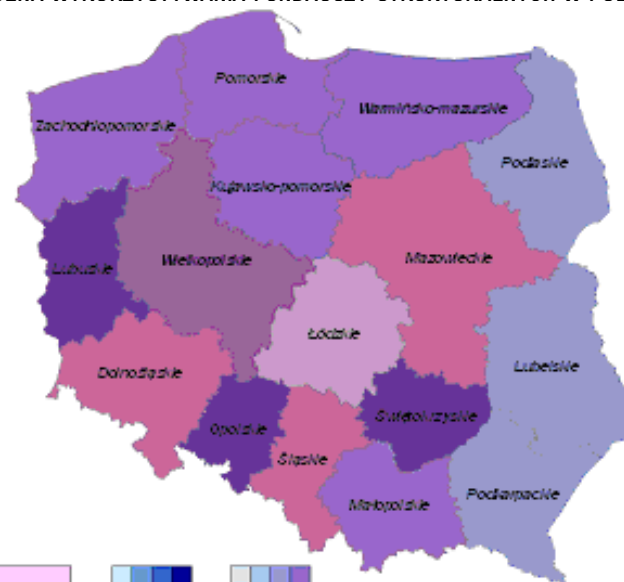 Pomorskie
Warmińsko-mazurskie
Zachodniopomorskie
Podlaskie
Kujawsko-pomorskie
Wielkopolskie
Mazowieckie
Lubuskie
Łódzkie
Lubelskie
Dolnośląskie
Świętokrzyskie
Opolskie
Śląskie
Podkarpackie
Małopolskie